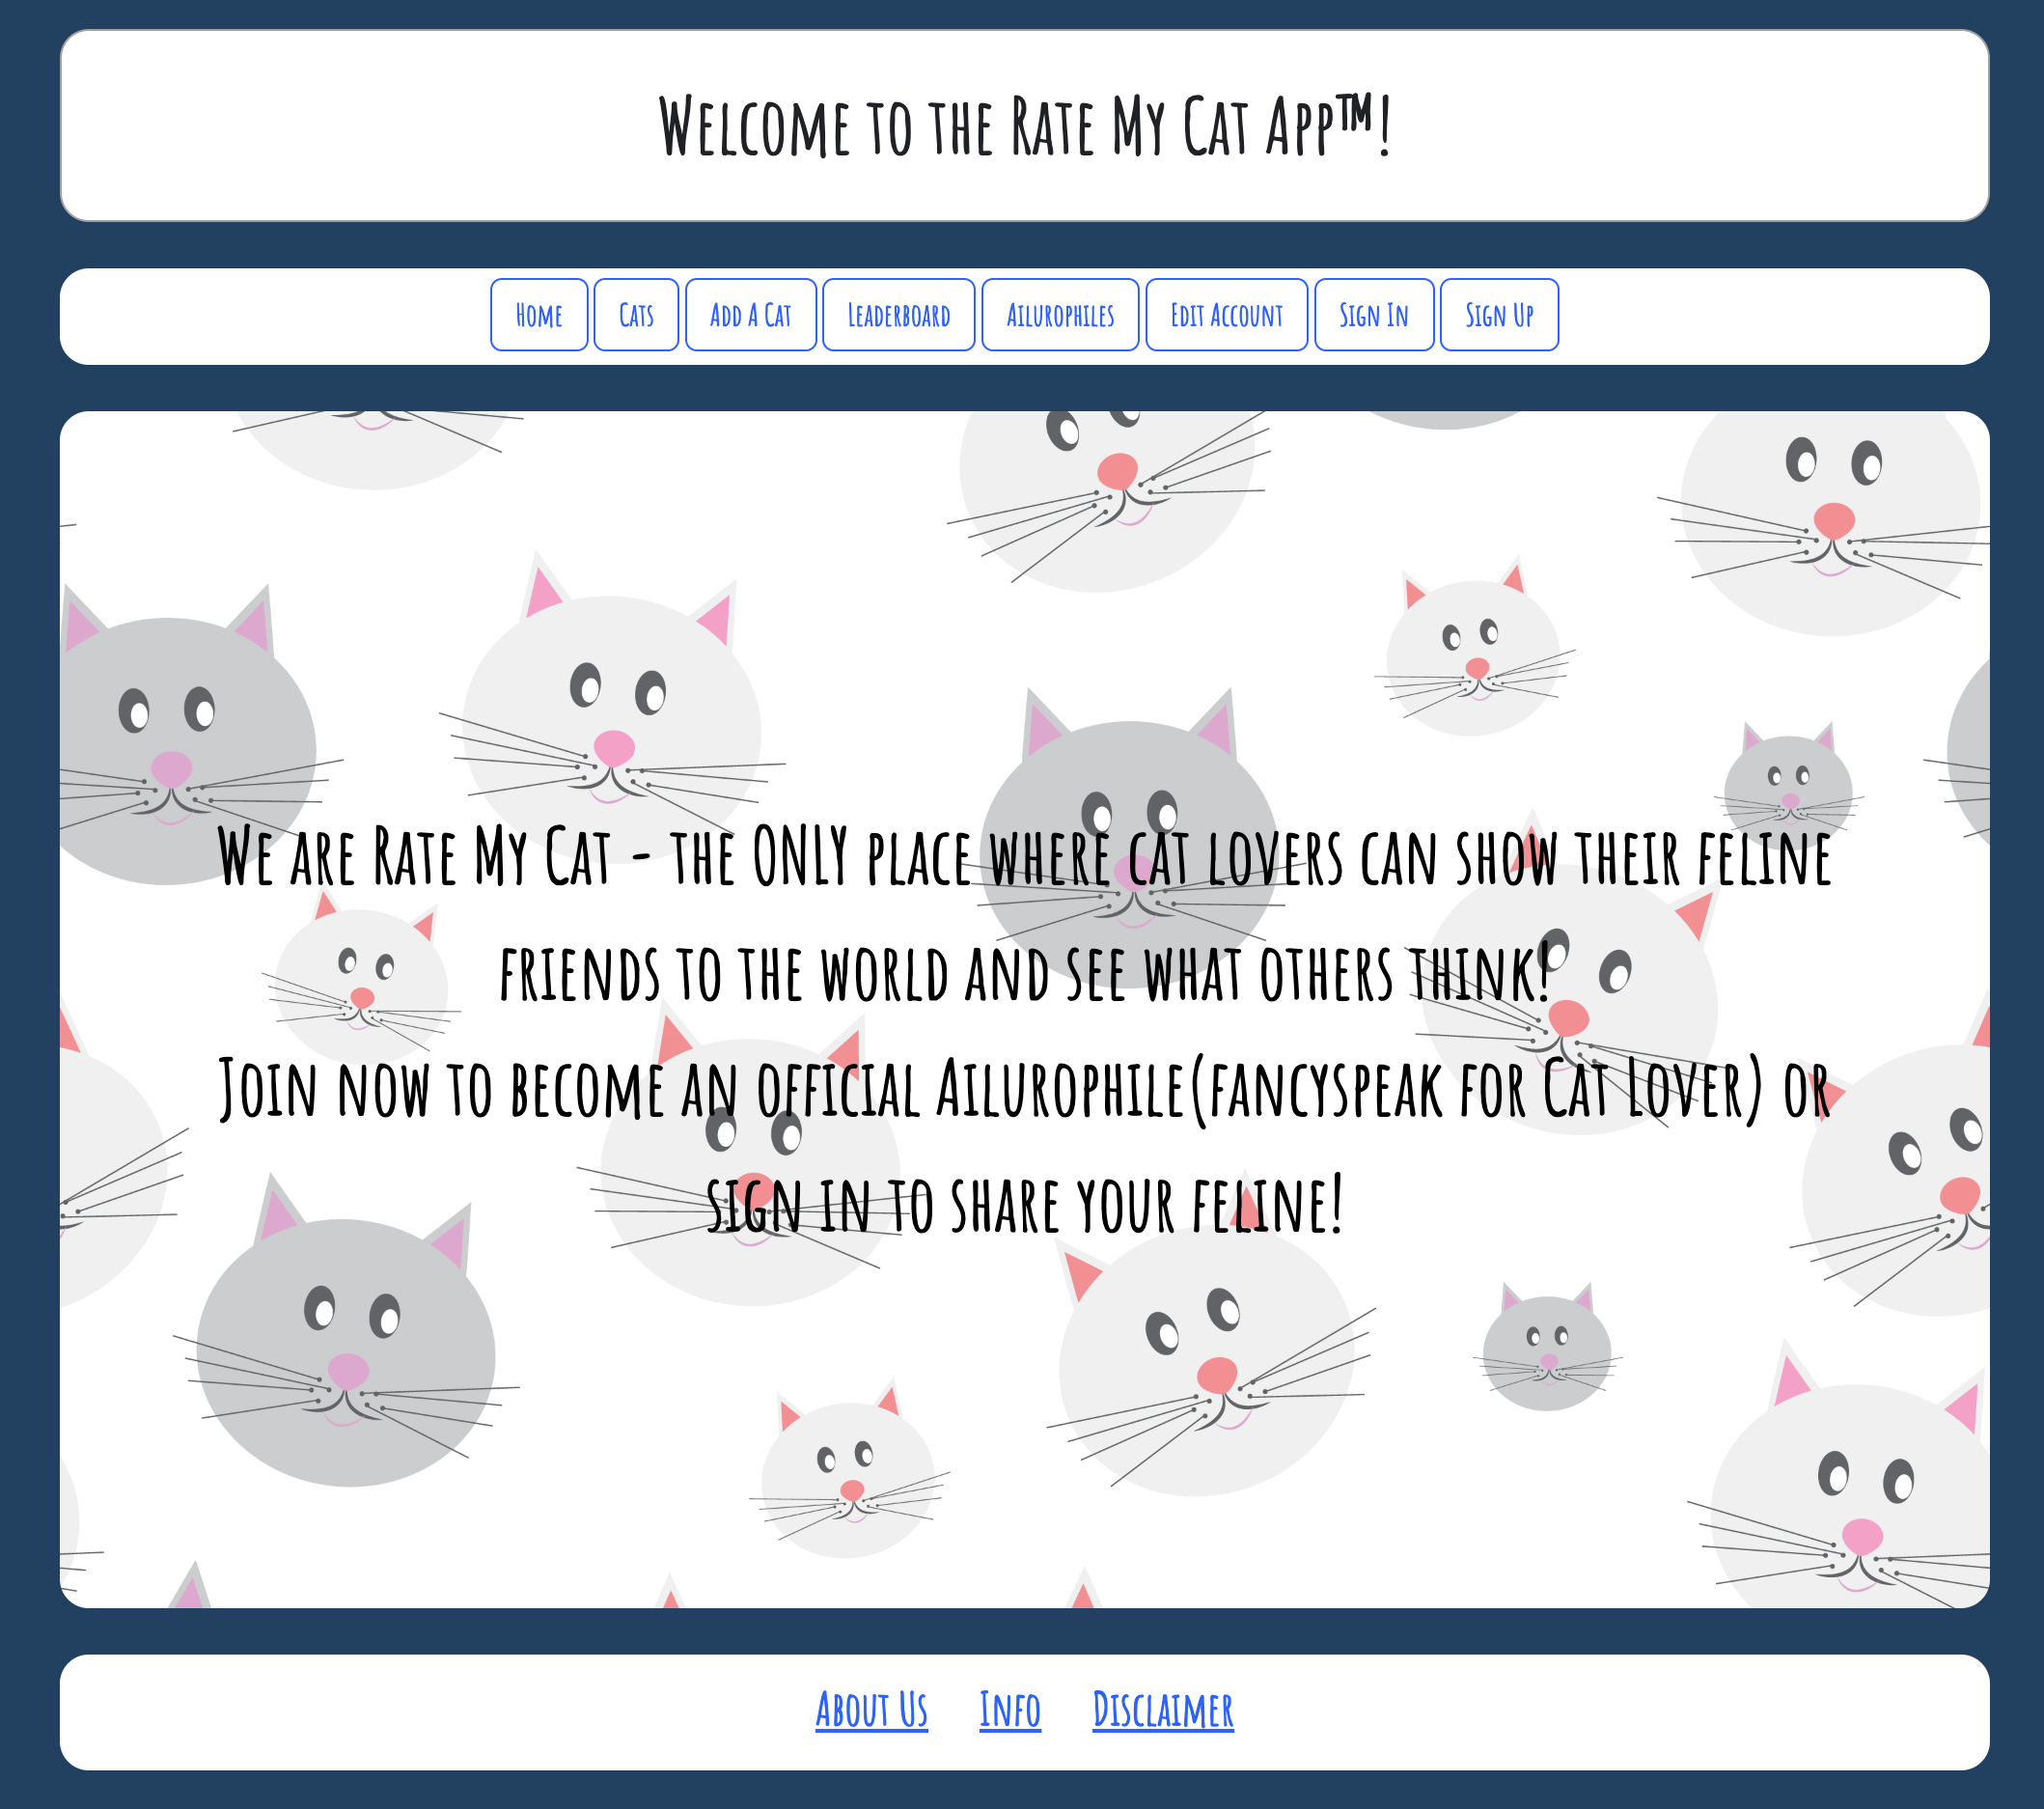 Welcome to the Rate My Cat App™!
Home Cats Add A Cat Leaderboard Ailurophiles Edit Account Sign In Sign Up
We are Rate My Cat - the ONLY place where cat lovers can show their feline
friends to the world and see what others think!
Join now to become an official Ailurophile(fancyspeak for Cat Lover) or
sign in to share your feline!
About Us Info Disclaimer